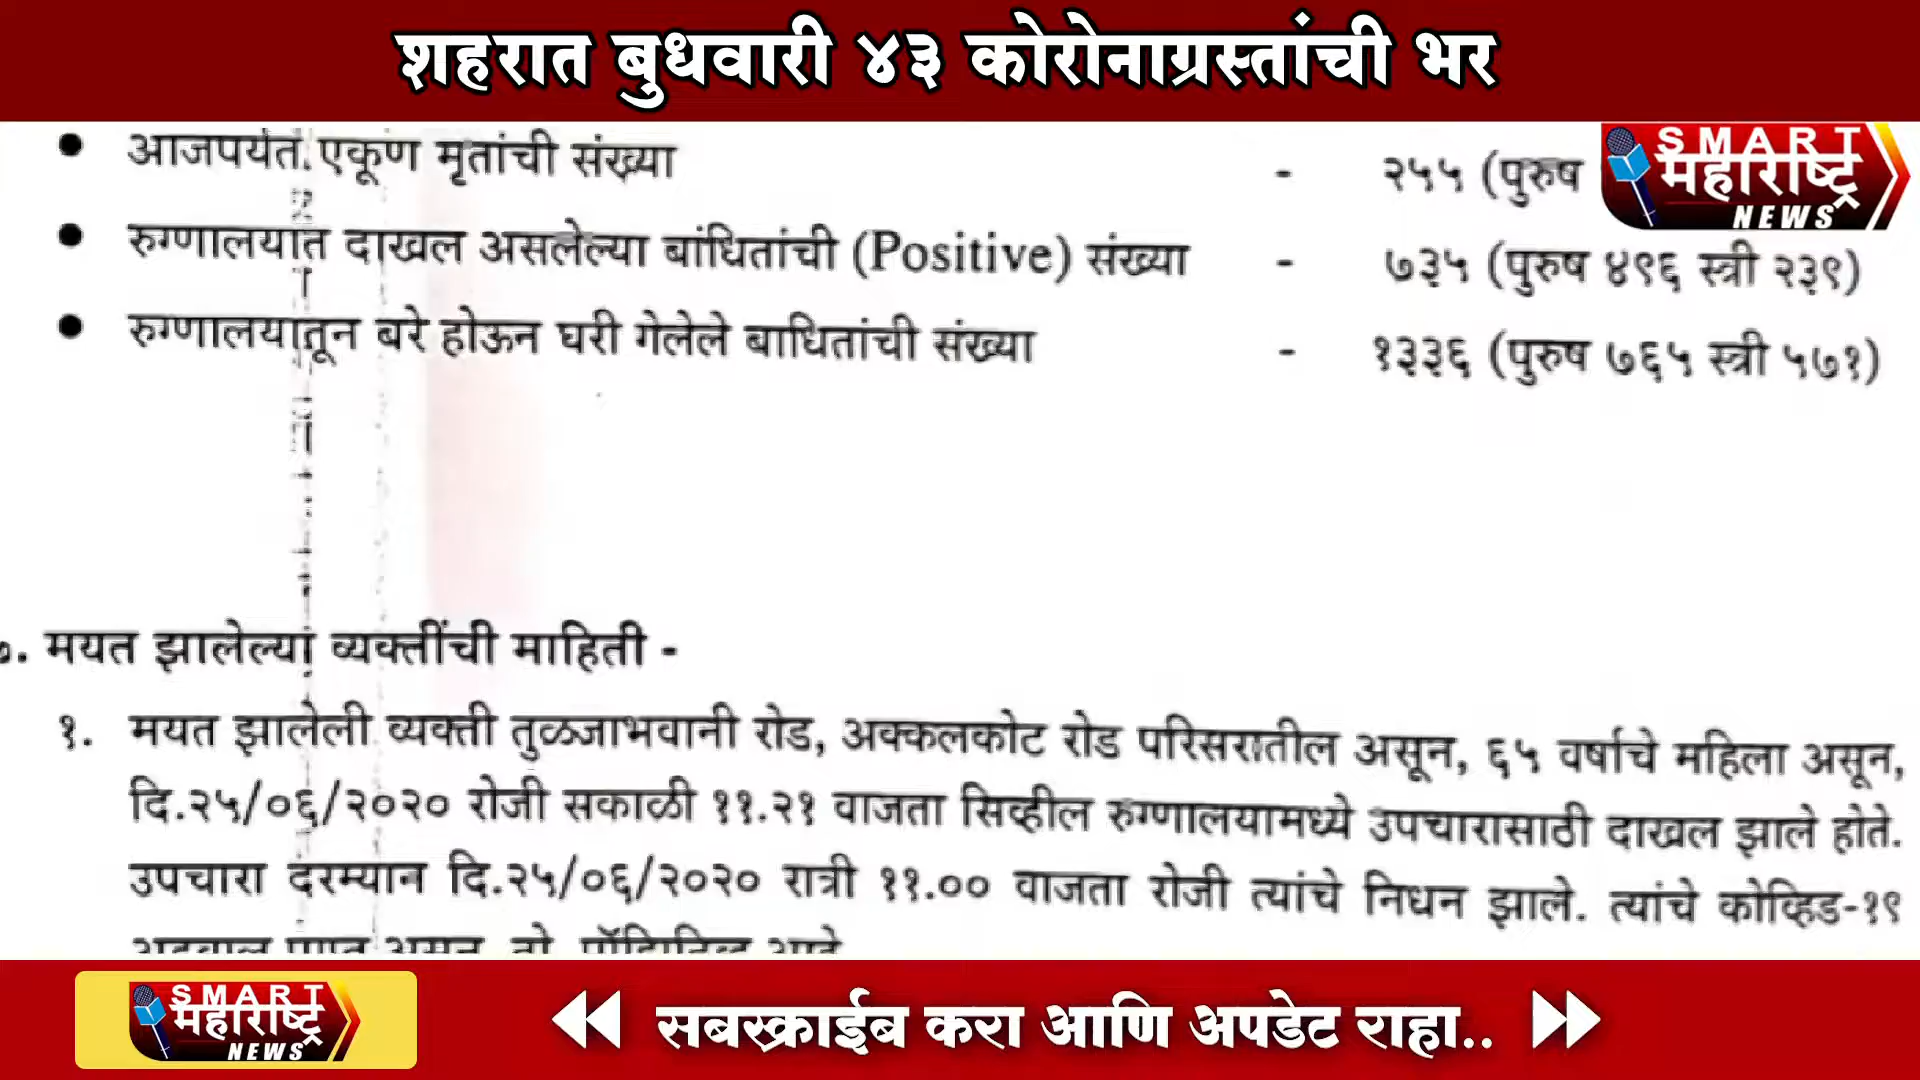 शहरात बुधवारी ४३ कोरोनाग्रस्तांची भर
SMART
महाराष्ट्र
NEWS
• आजपर्यंत एकूण मृतांची संख्या - २५५ (पुरुष
• रुग्णालयात दाखल असलेल्या बांधितांची (Positive) संख्या - ७३५ (पुरुष ४९६ स्त्री २३९)
• रुग्णालयातून बरे होऊन घरी गेलेले बाधितांची संख्या - १३३६ (पुरुष ७६५ स्त्री ५७१)
७. मयत झालेल्या व्यक्तींची माहिती -
१. मयत झालेली व्यक्ती तुळजाभवानी रोड, अक्कलकोट रोड परिसरातील असून, ६५ वर्षाचे महिला असून,
दि.२५/०६/२०२० रोजी सकाळी ११.२१ वाजता सिव्हील रुग्णालयामध्ये उपचारासाठी दाखल झाले होते.
उपचारा दरम्यान दि.२५/०६/२०२० रात्री ११.०० वाजता रोजी त्यांचे निधन झाले. त्यांचे कोव्हिड-१९
SMART
महाराष्ट्र
NEWS
सबस्क्राईब करा आणि अपडेट राहा..